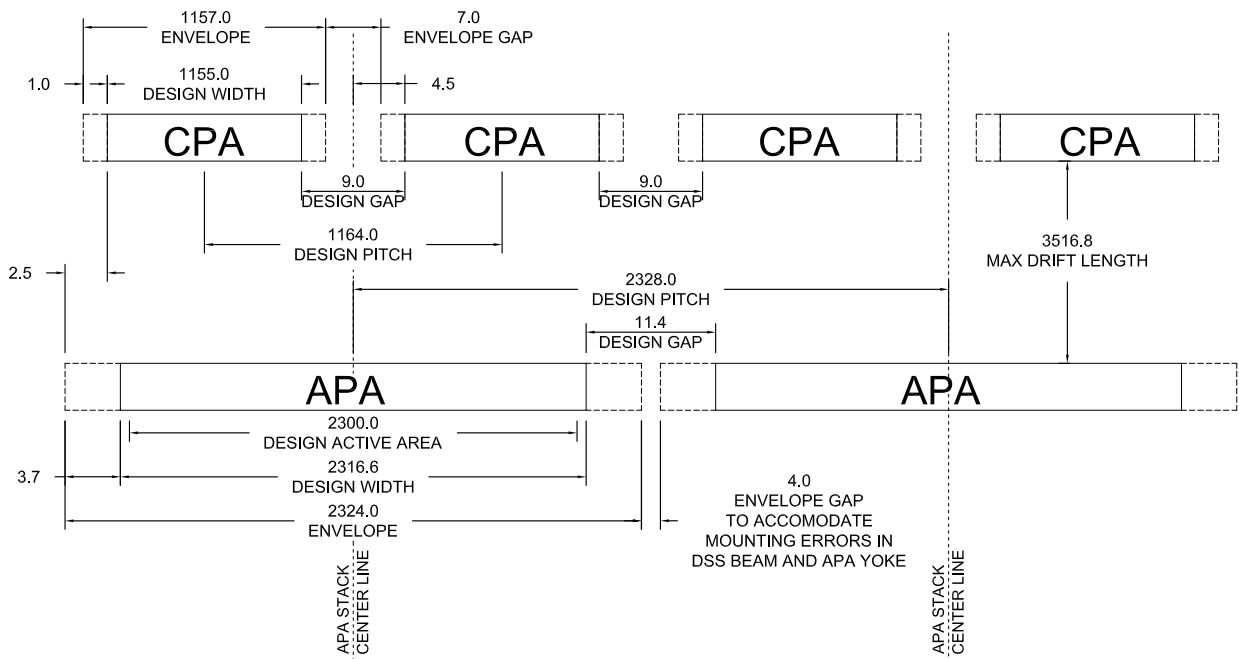 1157.0
ENVELOPE
7.0
ENVELOPE GAP
1.0
1155.0
DESIGN WIDTH
4.5
CPA
CPA
CPA
CPA
9.0
DESIGN GAP
9.0
DESIGN GAP
1164.0
DESIGN PITCH
3516.8
MAX DRIFT LENGTH
2.5
2328.0
DESIGN PITCH
11.4
DESIGN GAP
APA
APA
2300.0
DESIGN ACTIVE AREA
3.7
2316.6
DESIGN WIDTH
2324.0
ENVELOPE
4.0
ENVELOPE GAP
TO ACCOMODATE
MOUNTING ERRORS IN
DSS BEAM AND APA YOKE
APA STACK
CENTER LINE
APA STACK
CENTER LINE